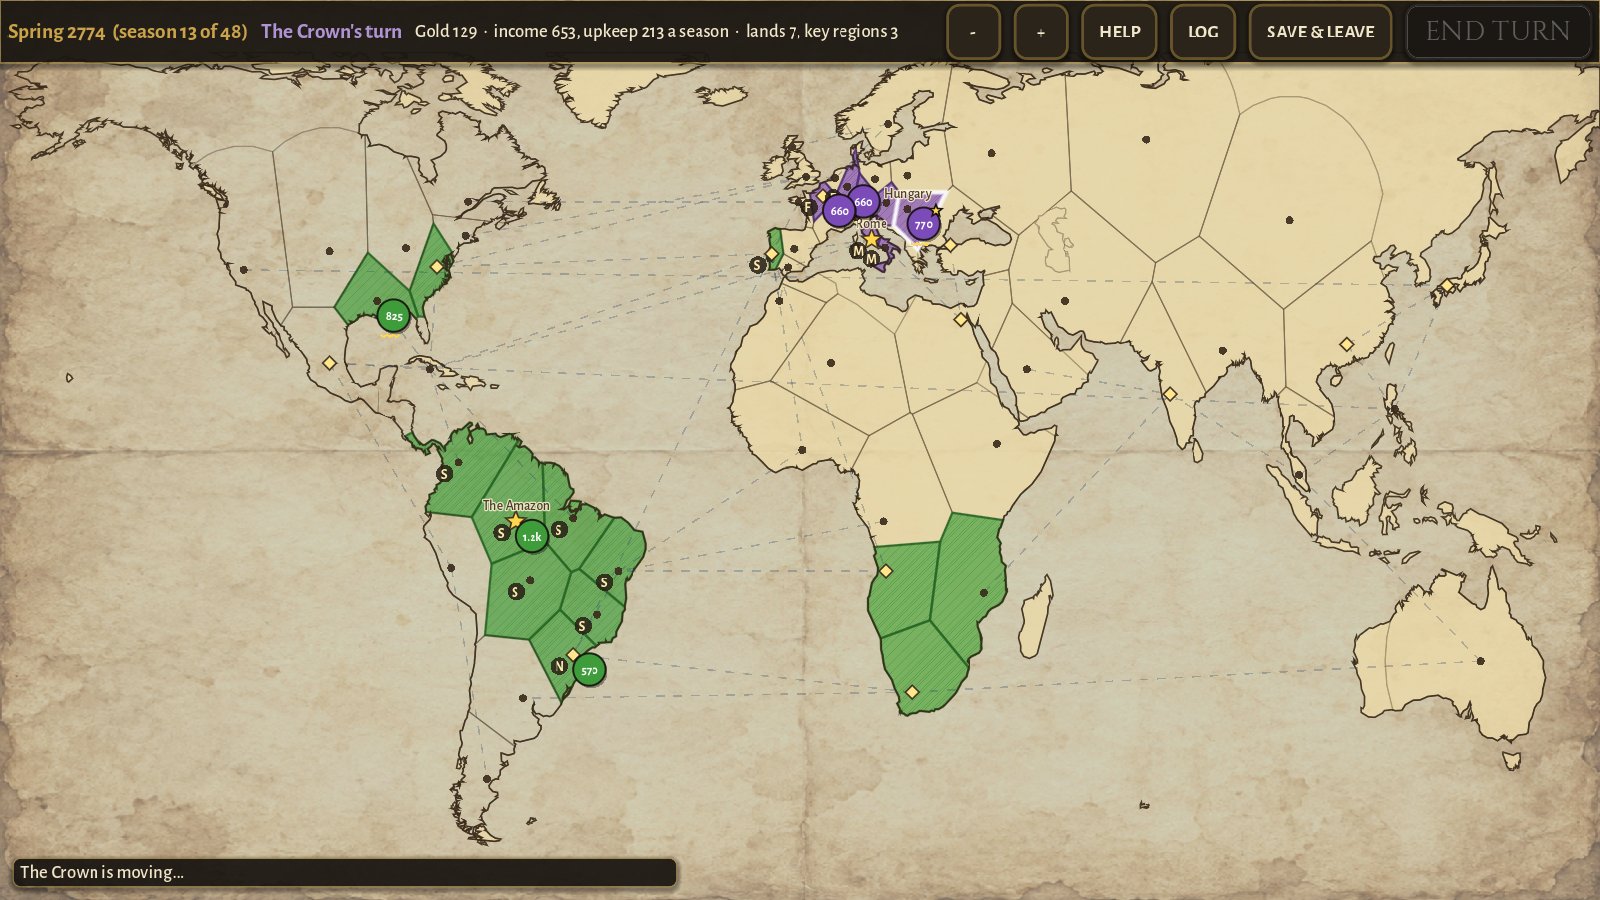 Spring 2774 (season 13 of 48) The Crown's turn Gold 129 · income 653, upkeep 213 a season · lands 7, key regions 3 - + HELP LOG SAVE & LEAVE END TURN
Hungary
F
660
660
770
Rome
M
M
S
825
S
The Amazon
S
1.2k
S
S
S
S
N
570
The Crown is moving...